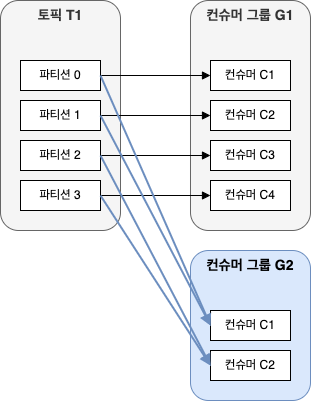 토픽 T1
파티션 0
파티션 1
파티션 2
파티션 3
컨슈머 그룹 G1
컨슈머 C1
컨슈머 C2
컨슈머 C3
컨슈머 C4
컨슈머 그룹 G2
컨슈머 C1
컨슈머 C2